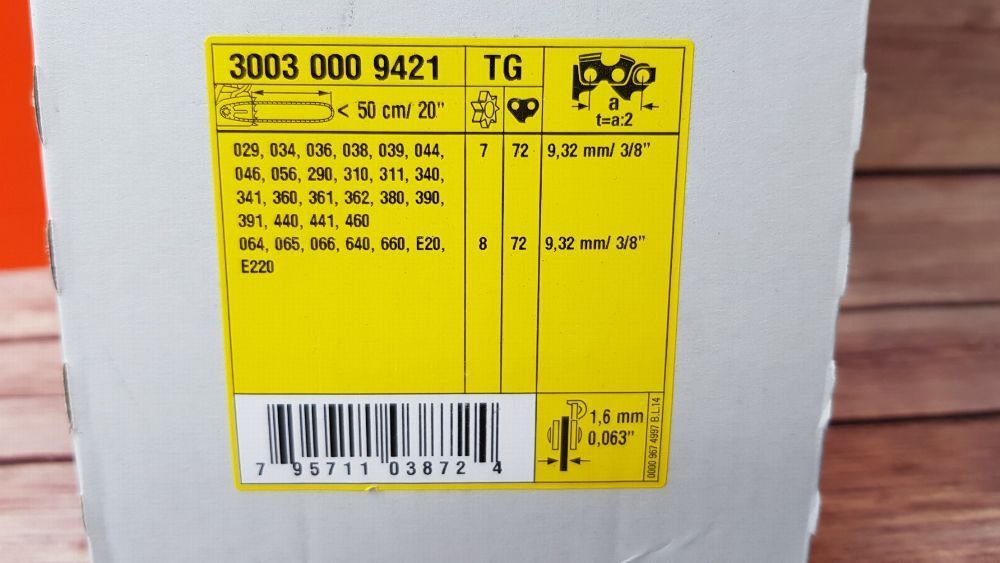 3003 000 9421
TG
< 50 cm/ 20"
a
t=a:2
029, 034, 036, 038, 039, 044,
046, 056, 290, 310, 311, 340,
341, 360, 361, 362, 380, 390,
391, 440, 441, 460
7 72 9,32 mm/ 3/8"
064, 065, 066, 640, 660, E20,
E220
8 72 9,32 mm/ 3/8"
7 95711 03872 4
1,6 mm
0,063"
0000 967 4997 B.L.14